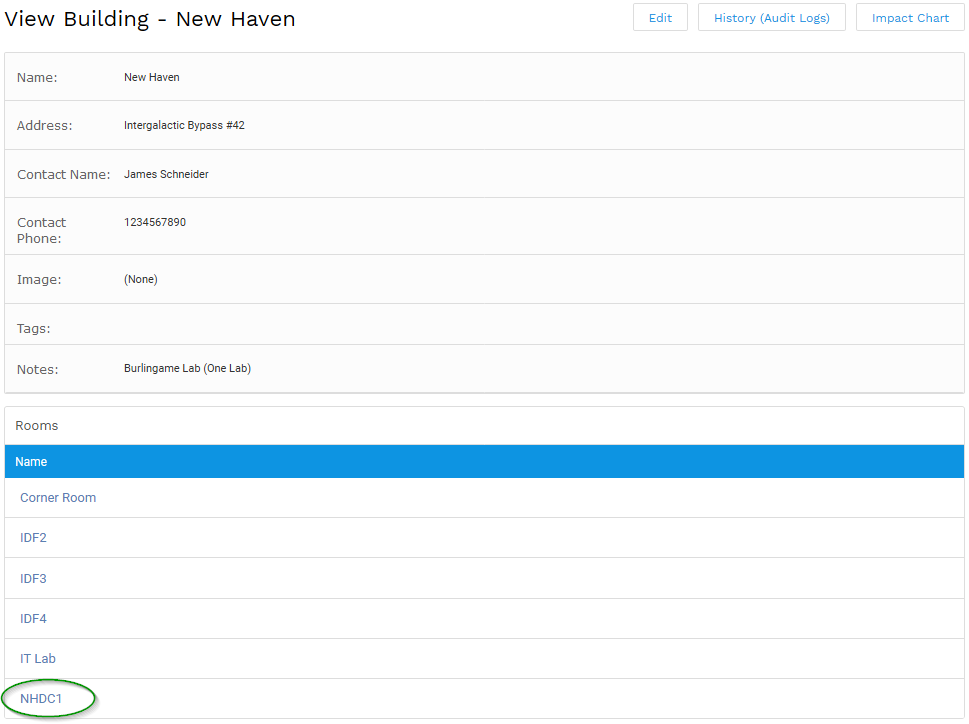 View Building - New Haven
Edit
History (Audit Logs)
Impact Chart
Name: New Haven
Address: Intergalactic Bypass #42
Contact Name: James Schneider
Contact Phone: 1234567890
Image: (None)
Tags:
Notes: Burlingame Lab (One Lab)
Rooms
Name
Corner Room
IDF2
IDF3
IDF4
IT Lab
NHDC1